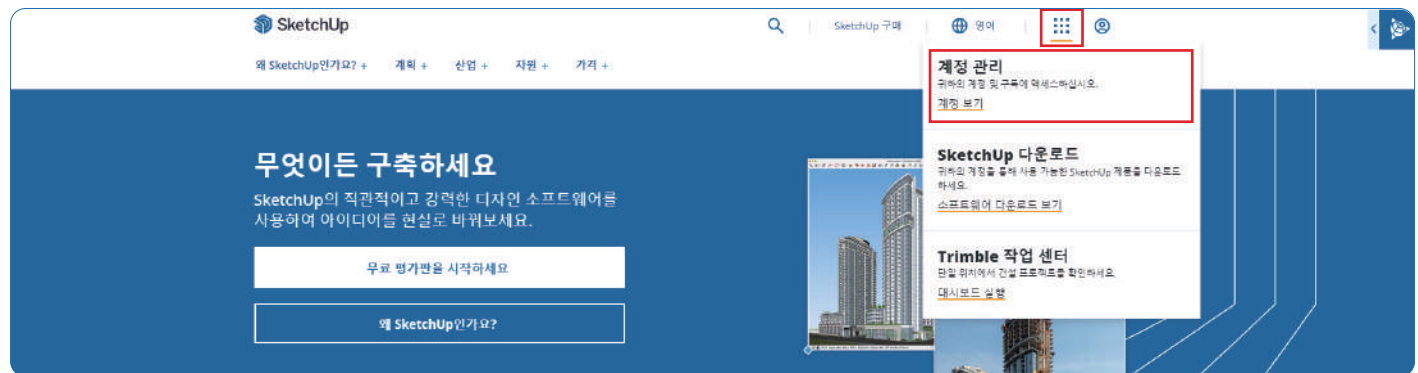 SketchUp
SketchUp 구매
영어
왜 SketchUp인가요? +
계획 +
산업 +
자원 +
가격 +
계정 관리
귀하의 계정 및 구독에 액세스하십시오.
계정 보기
SketchUp 다운로드
귀하의 계정을 통해 사용 가능한 SketchUp 제품을 다운로드
하세요.
소프트웨어 다운로드 보기
Trimble 작업 센터
단일 위치에서 건설 프로젝트를 확인하세요.
대시보드 실행
무엇이든 구축하세요
SketchUp의 직관적이고 강력한 디자인 소프트웨어를
사용하여 아이디어를 현실로 바꿔보세요.
무료 평가판을 시작하세요
왜 SketchUp인가요?